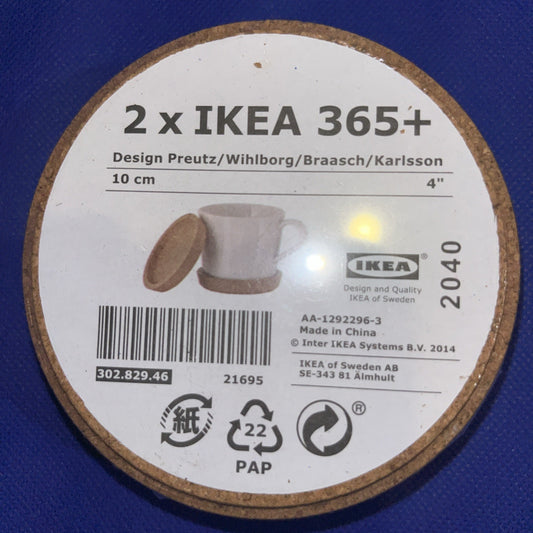 2 x IKEA 365+
Design Preutz/Wihlborg/Braasch/Karlsson
10 cm 4"
IKEA®
Design and Quality
IKEA of Sweden
2040
AA-1292296-3
Made in China
© Inter IKEA Systems B.V. 2014
IKEA of Sweden AB
SE-343 81 Älmhult
302.829.46 21695
紙
22
PAP
®